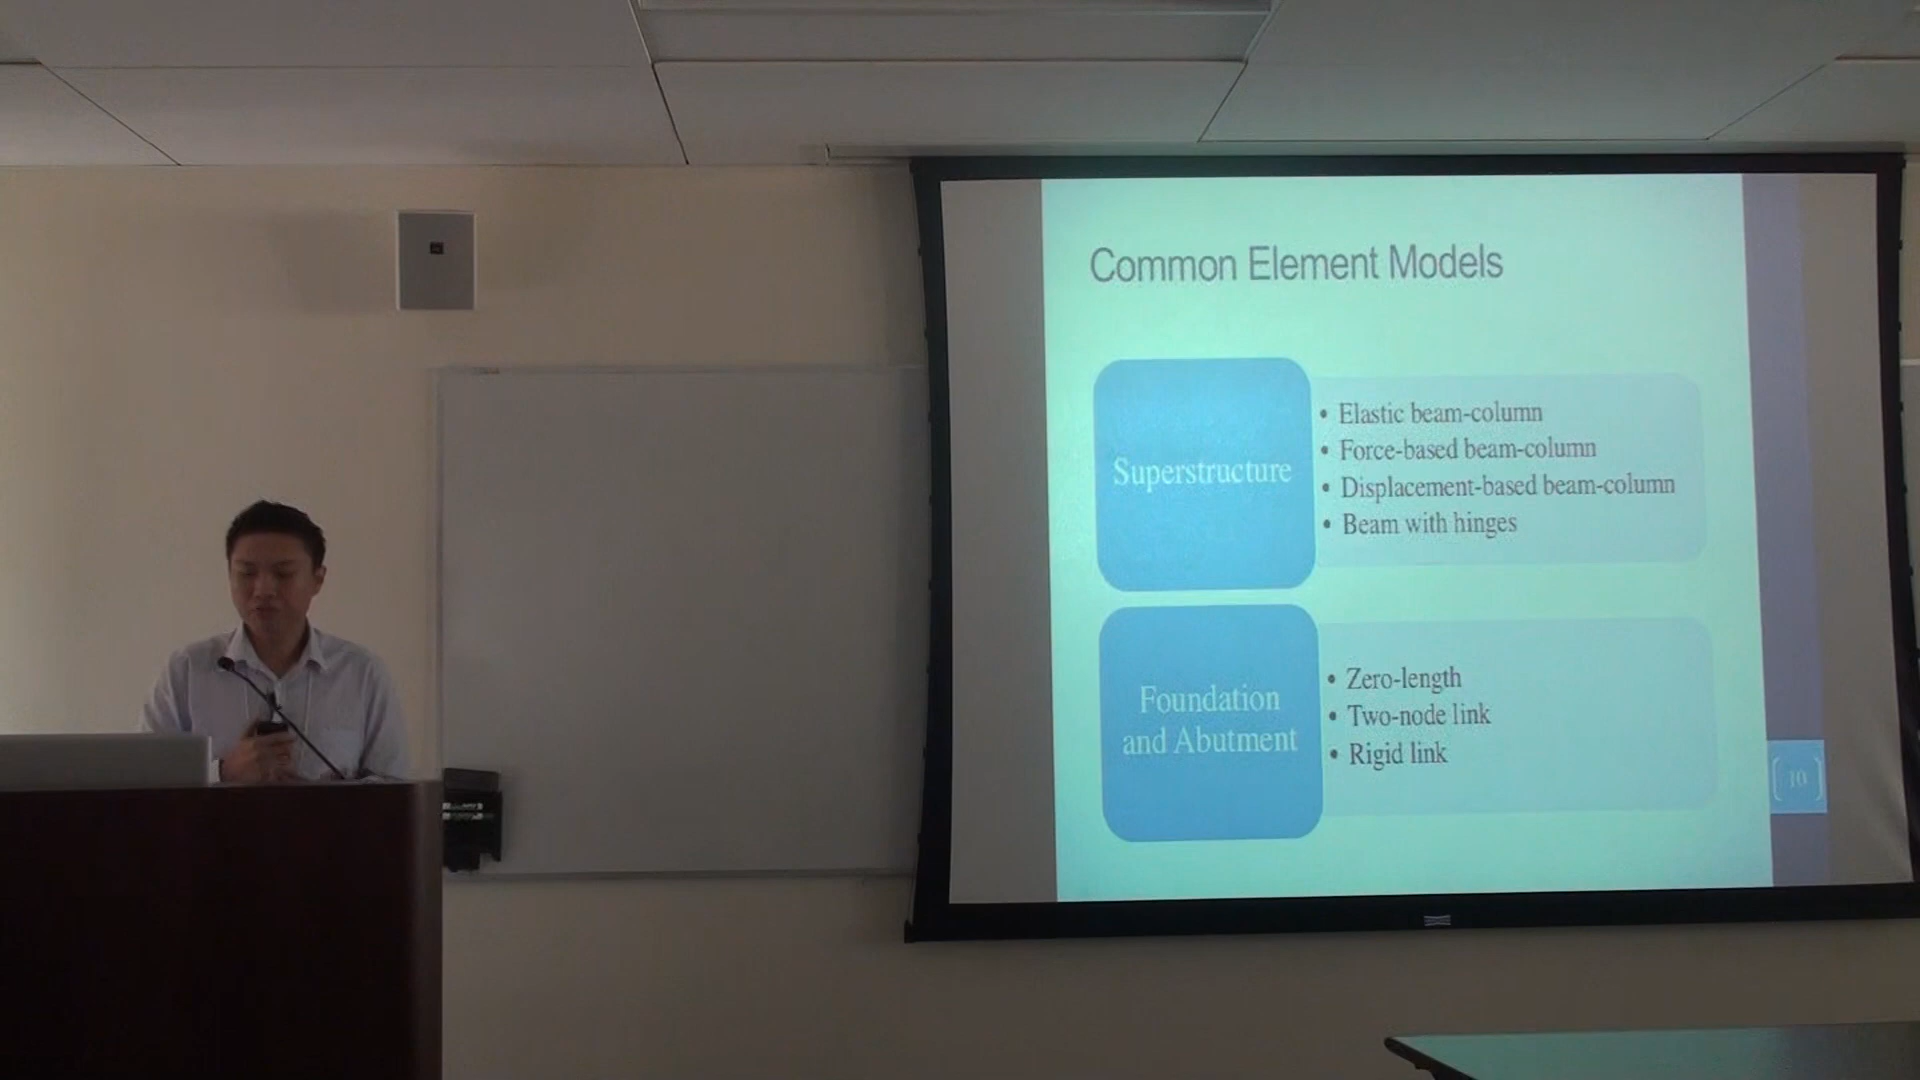 Common Element Models
Superstructure
• Elastic beam-column
• Force-based beam-column
• Displacement-based beam-column
• Beam with hinges
Foundation
and Abutment
• Zero-length
• Two-node link
• Rigid link
10